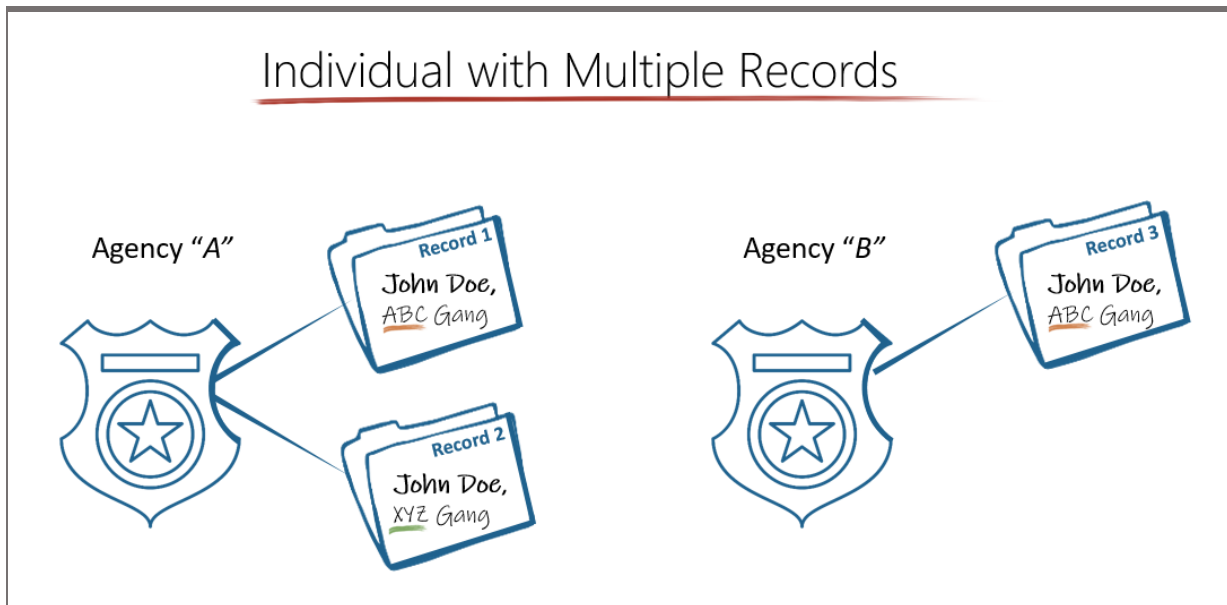 Individual with Multiple Records
Agency “A”
Record 1
John Doe,
ABC Gang
Record 2
John Doe,
XYZ Gang
Agency “B”
Record 3
John Doe,
ABC Gang